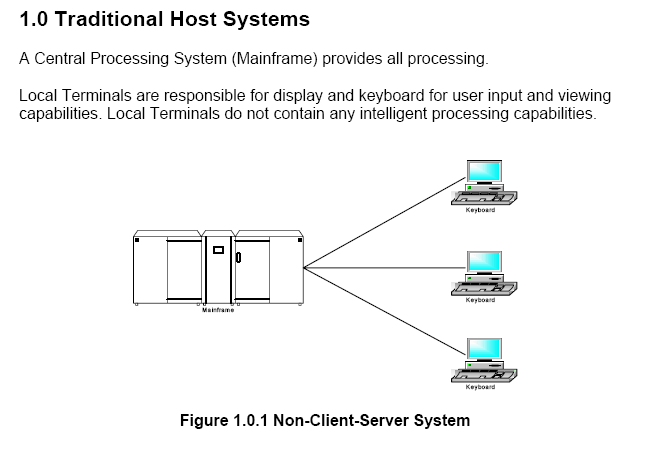 1.0 Traditional Host Systems
A Central Processing System (Mainframe) provides all processing.
Local Terminals are responsible for display and keyboard for user input and viewing
capabilities. Local Terminals do not contain any intelligent processing capabilities.
Keyboard
Keyboard
Mainframe
Keyboard
Figure 1.0.1 Non-Client-Server System